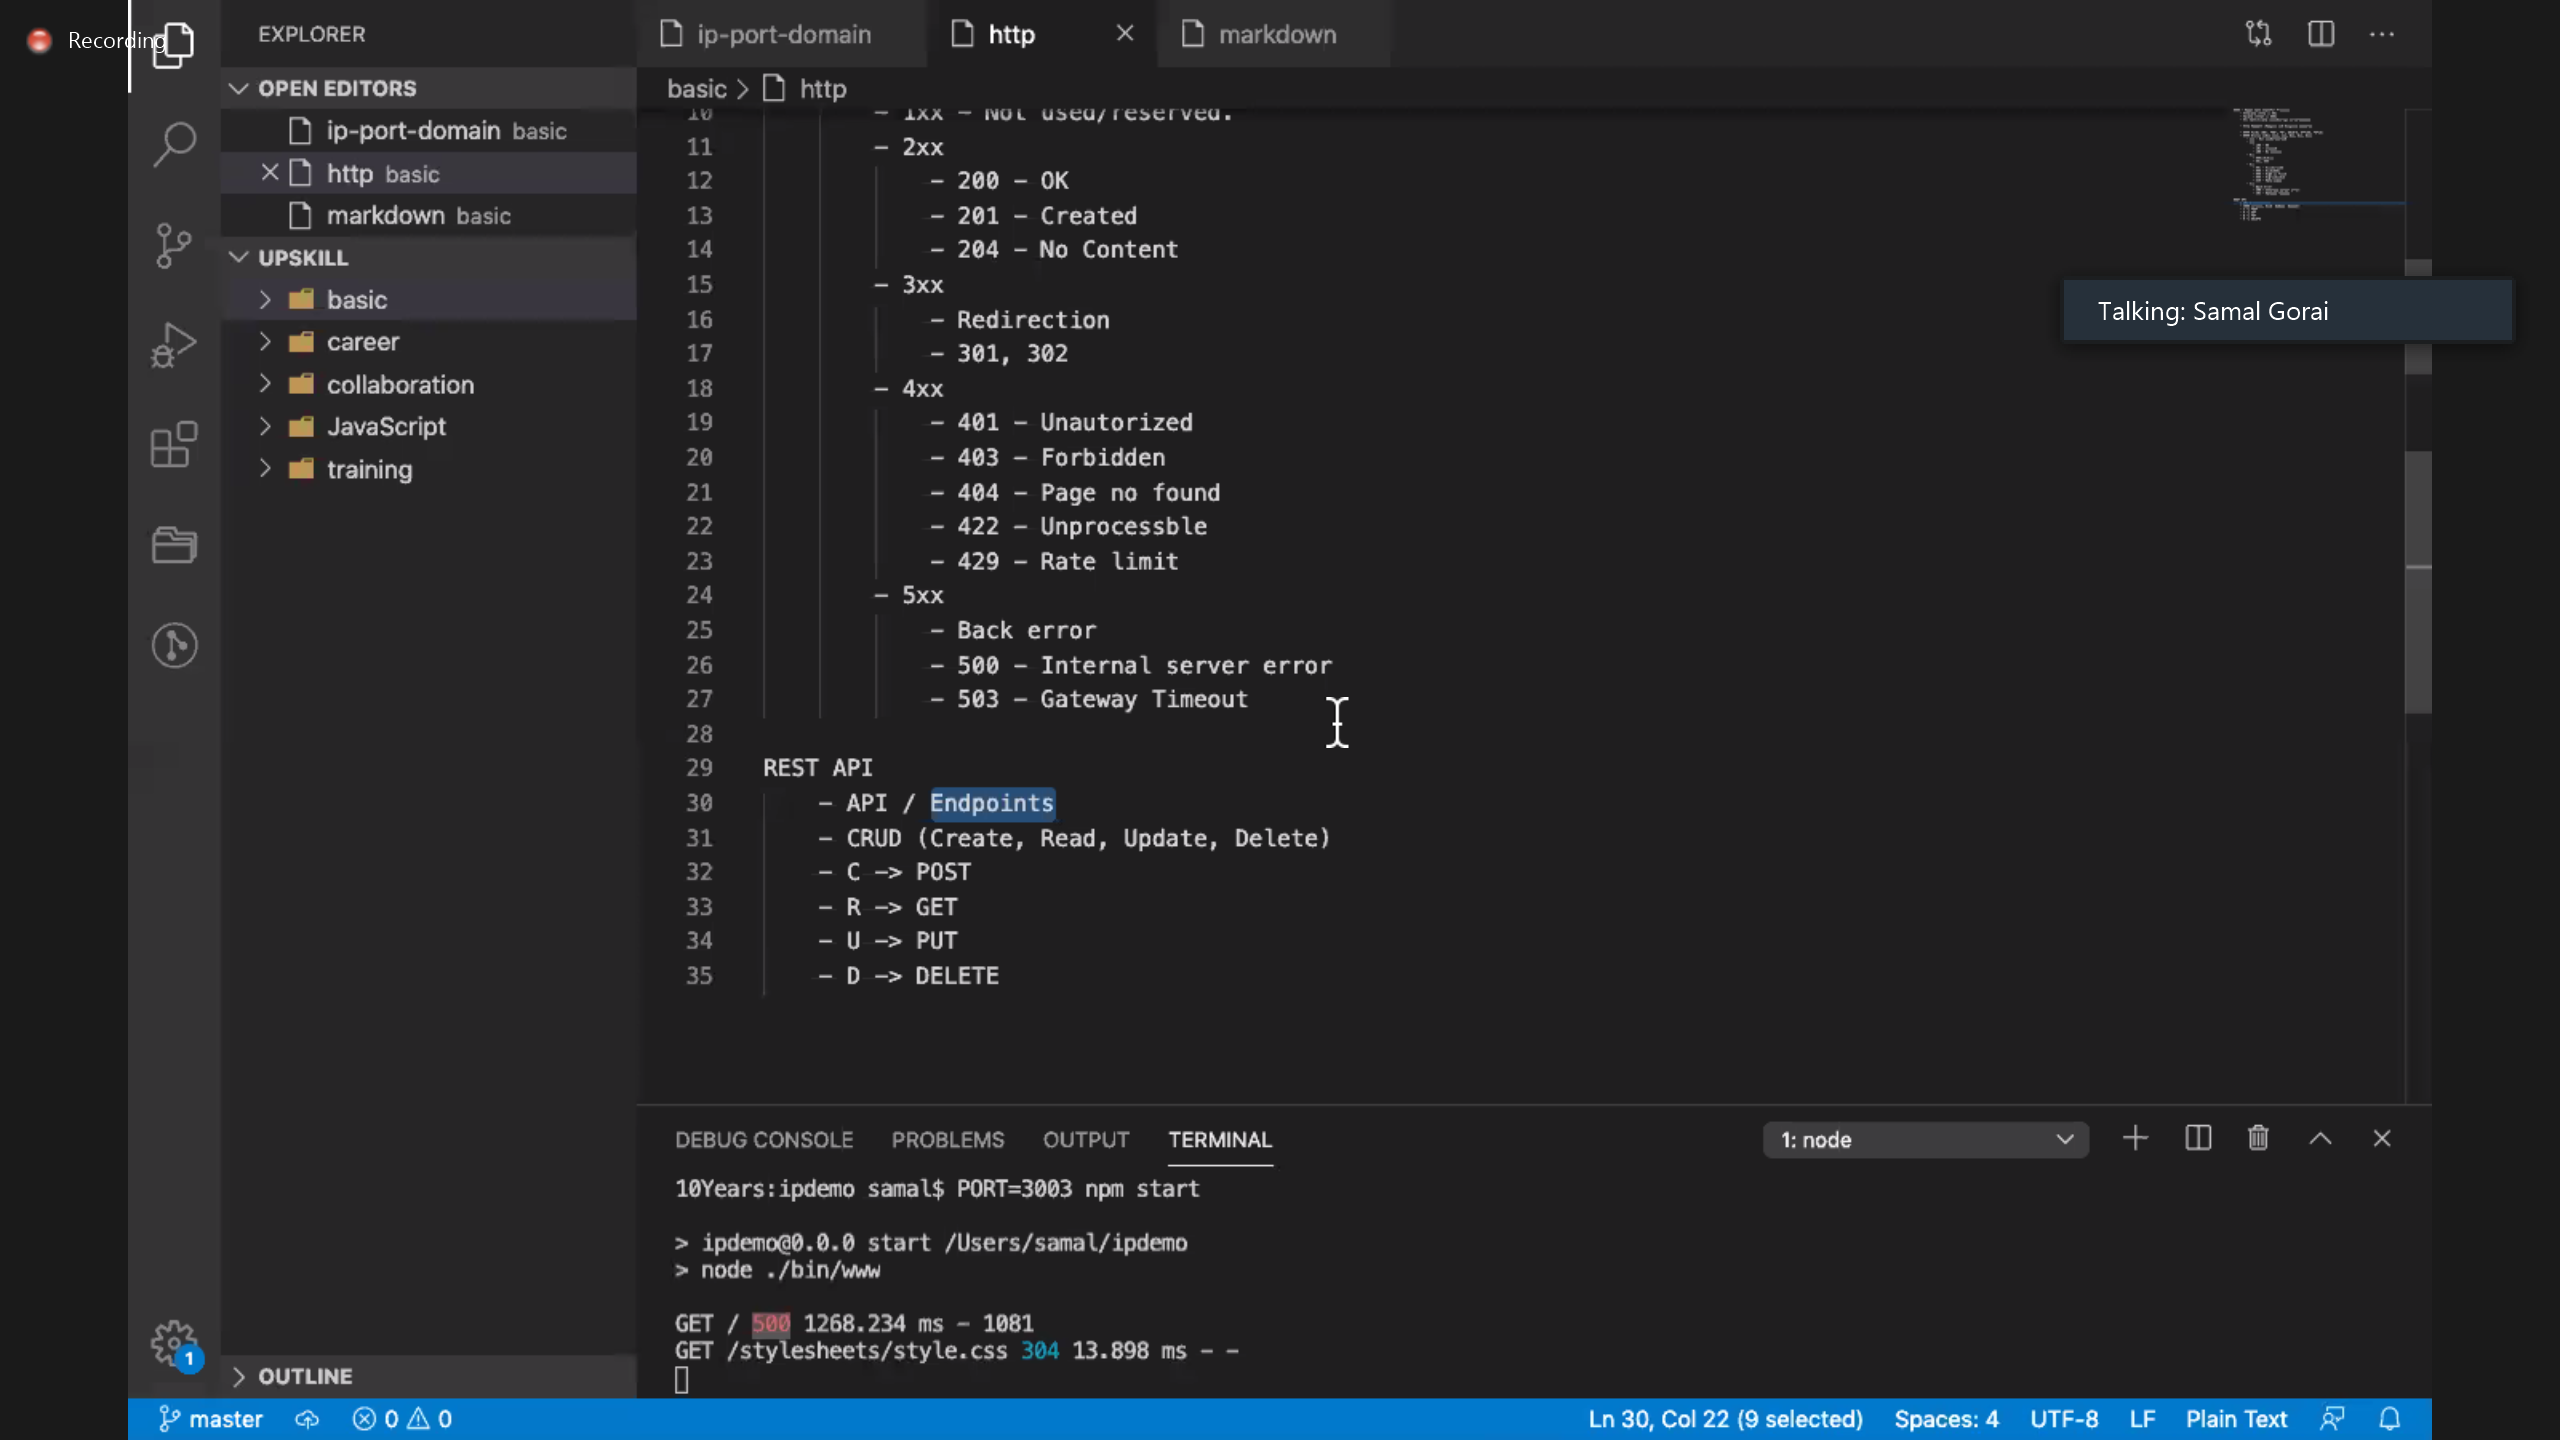 Recording
EXPLORER
OPEN EDITORS
ip-port-domain basic
http basic
markdown basic
UPSKILL
basic
career
collaboration
JavaScript
training
OUTLINE
ip-port-domain
http
markdown
basic > http
10 - 1xx - Not used/reserved.
11 - 2xx
12 - 200 - OK
13 - 201 - Created
14 - 204 - No Content
15 - 3xx
16 - Redirection
17 - 301, 302
18 - 4xx
19 - 401 - Unautorized
20 - 403 - Forbidden
21 - 404 - Page no found
22 - 422 - Unprocessble
23 - 429 - Rate limit
24 - 5xx
25 - Back error
26 - 500 - Internal server error
27 - 503 - Gateway Timeout
28
29 REST API
30 - API / Endpoints
31 - CRUD (Create, Read, Update, Delete)
32 - C -> POST
33 - R -> GET
34 - U -> PUT
35 - D -> DELETE
Talking: Samal Gorai
DEBUG CONSOLE PROBLEMS OUTPUT TERMINAL
1: node
10Years:ipdemo samal$ PORT=3003 npm start
> ipdemo@0.0.0 start /Users/samal/ipdemo
> node ./bin/www
GET / 500 1268.234 ms - 1081
GET /stylesheets/style.css 304 13.898 ms - -
1
master 0 0 Ln 30, Col 22 (9 selected) Spaces: 4 UTF-8 LF Plain Text